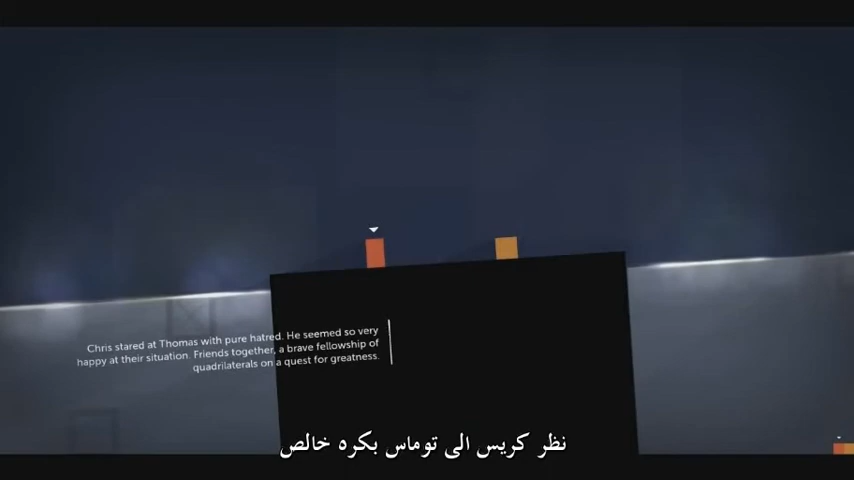 Chris stared at Thomas with pure hatred. He seemed so very
happy at their situation. Friends together, a brave fellowship of
quadrilaterals on a quest for greatness.
نظر كريس الى توماس بكره خالص